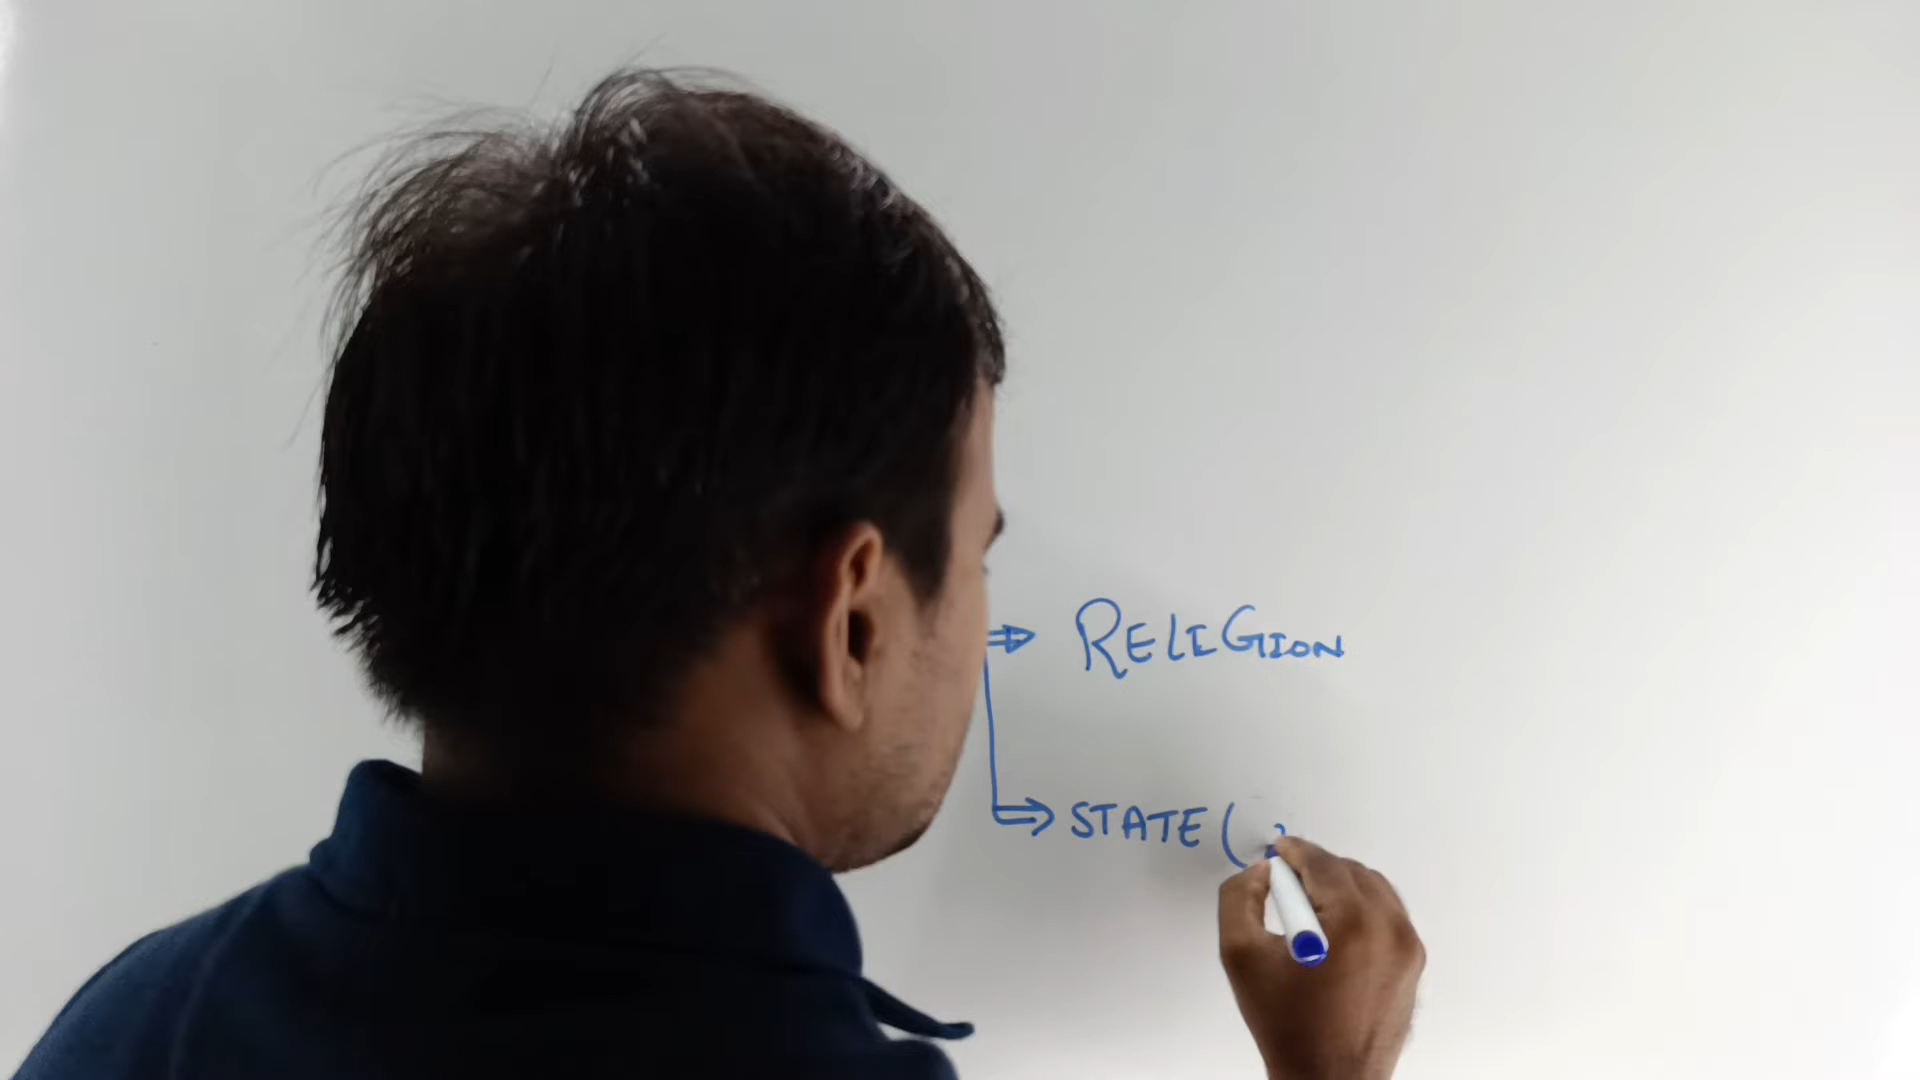 ⇒ RELIGION
⇒ STATE (